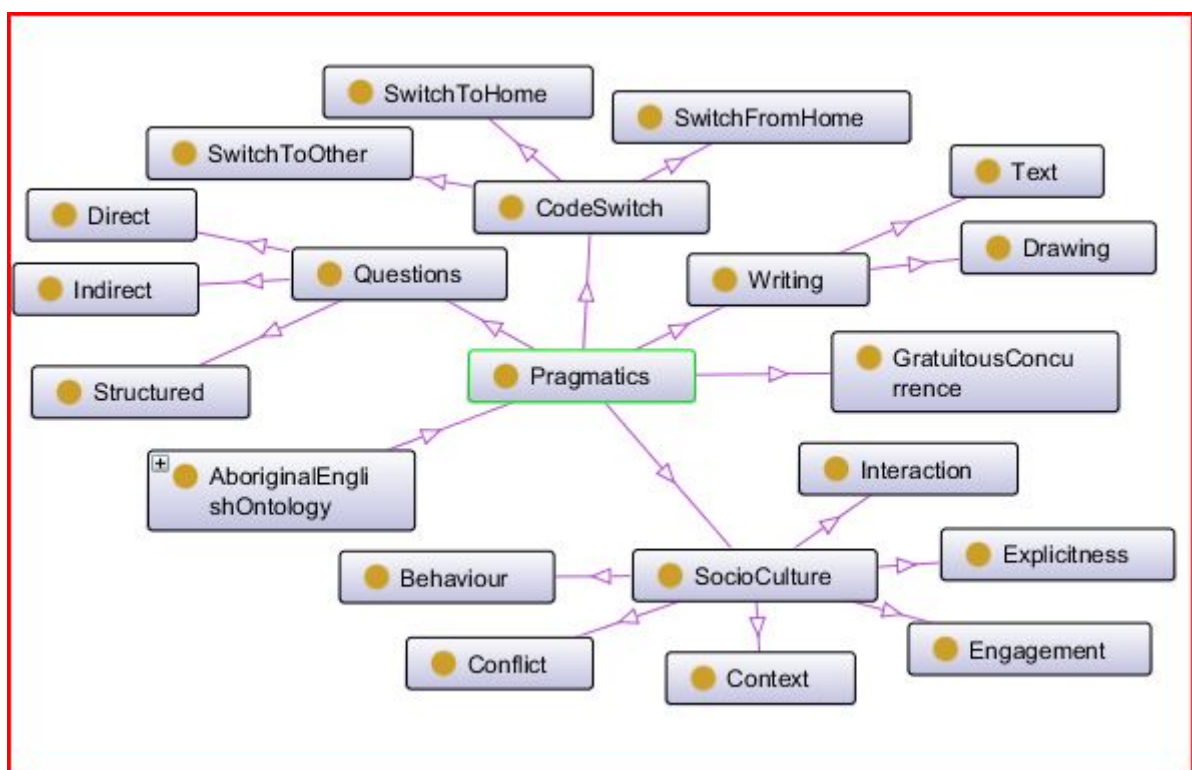 SwitchToHome
SwitchFromHome
SwitchToOther
Text
CodeSwitch
Direct
Drawing
Questions
Writing
Indirect
GratuitousConcu
rrence
Pragmatics
Structured
AboriginalEngli
shOntology
Interaction
Explicitness
Behaviour
SocioCulture
Engagement
Conflict
Context